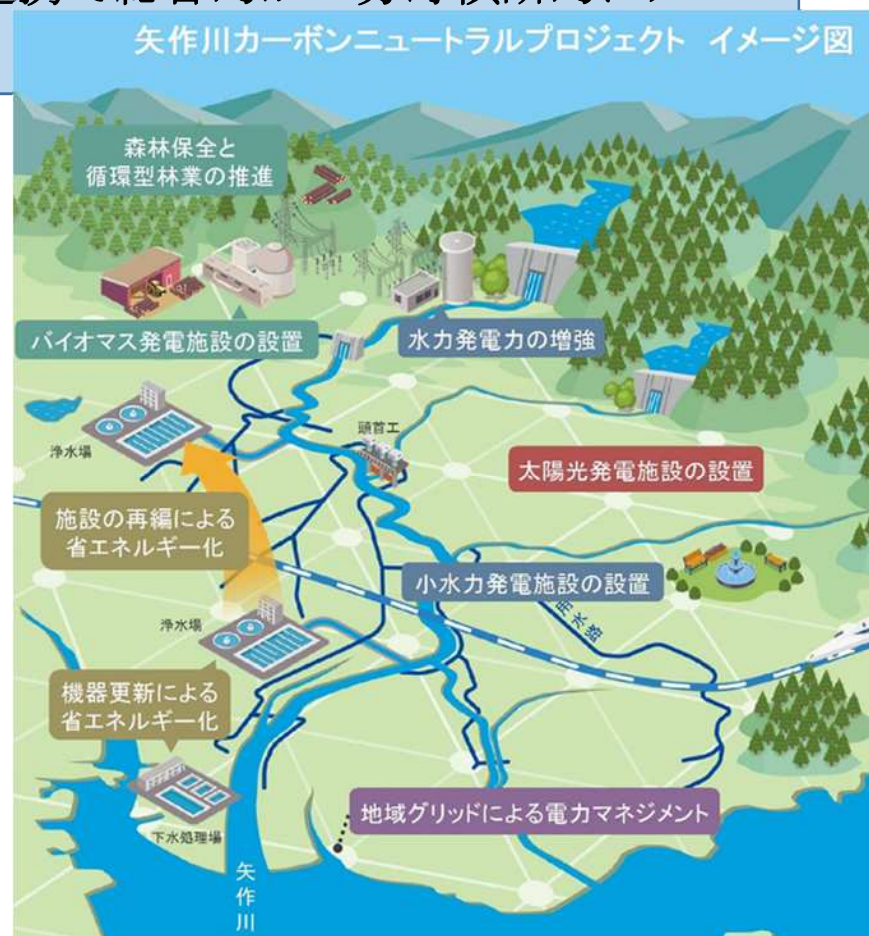 矢作川カーボンニュートラルプロジェクト イメージ図
森林保全と
循環型林業の推進
バイオマス発電施設の設置
水力発電力の増強
浄水場
頭首工
太陽光発電施設の設置
施設の再編による
省エネルギー化
小水力発電施設の設置
用水路
浄水場
機器更新による
省エネルギー化
地域グリッドによる電力マネジメント
下水処理場
矢作川